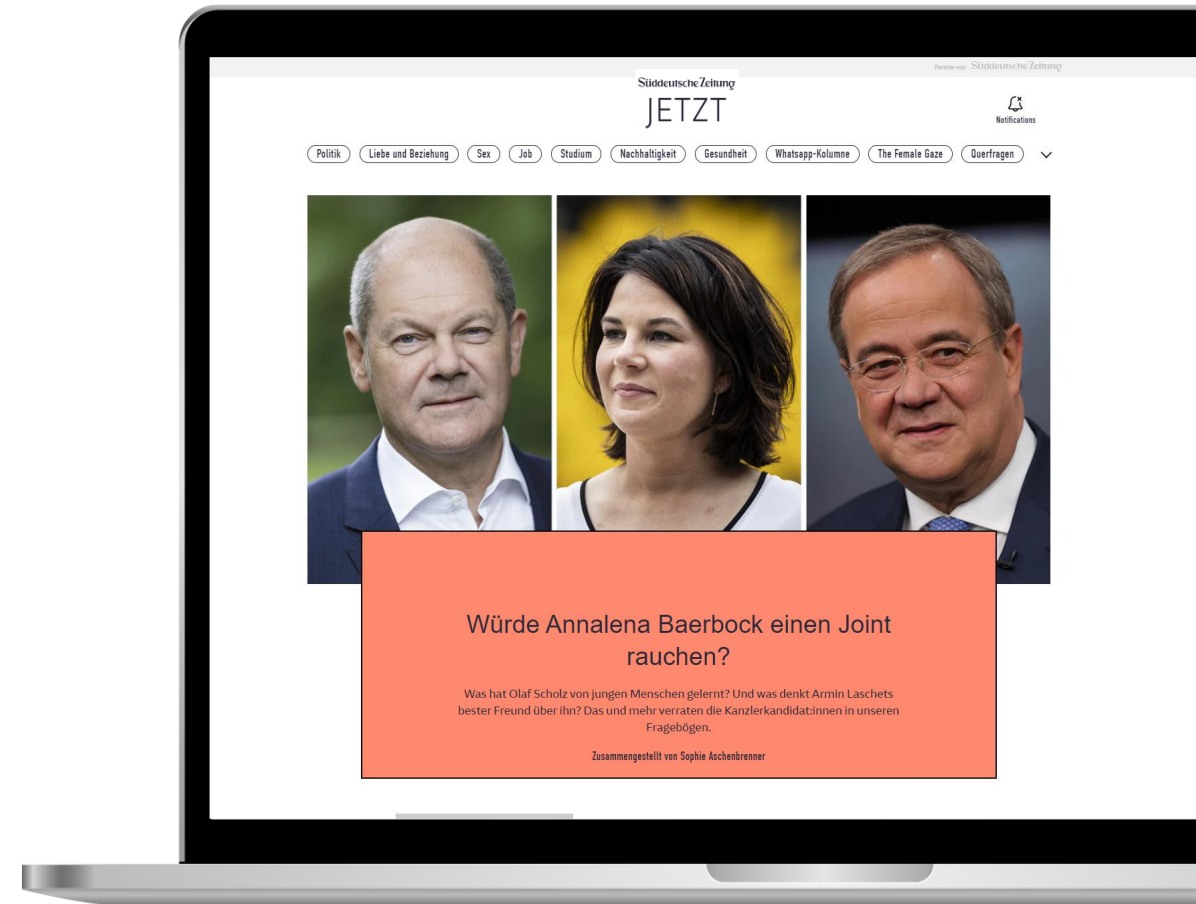 Partner von Süddeutsche Zeitung
Süddeutsche Zeitung
JETZT
Notifications
Politik Liebe und Beziehung Sex Job Studium Nachhaltigkeit Gesundheit Whatsapp-Kolumne The Female Gaze Querfragen
Würde Annalena Baerbock einen Joint
rauchen?
Was hat Olaf Scholz von jungen Menschen gelernt? Und was denkt Armin Laschets
bester Freund über ihn? Das und mehr verraten die Kanzlerkandidat:innen in unseren
Fragebögen.
Zusammengestellt von Sophie Aschenbrenner